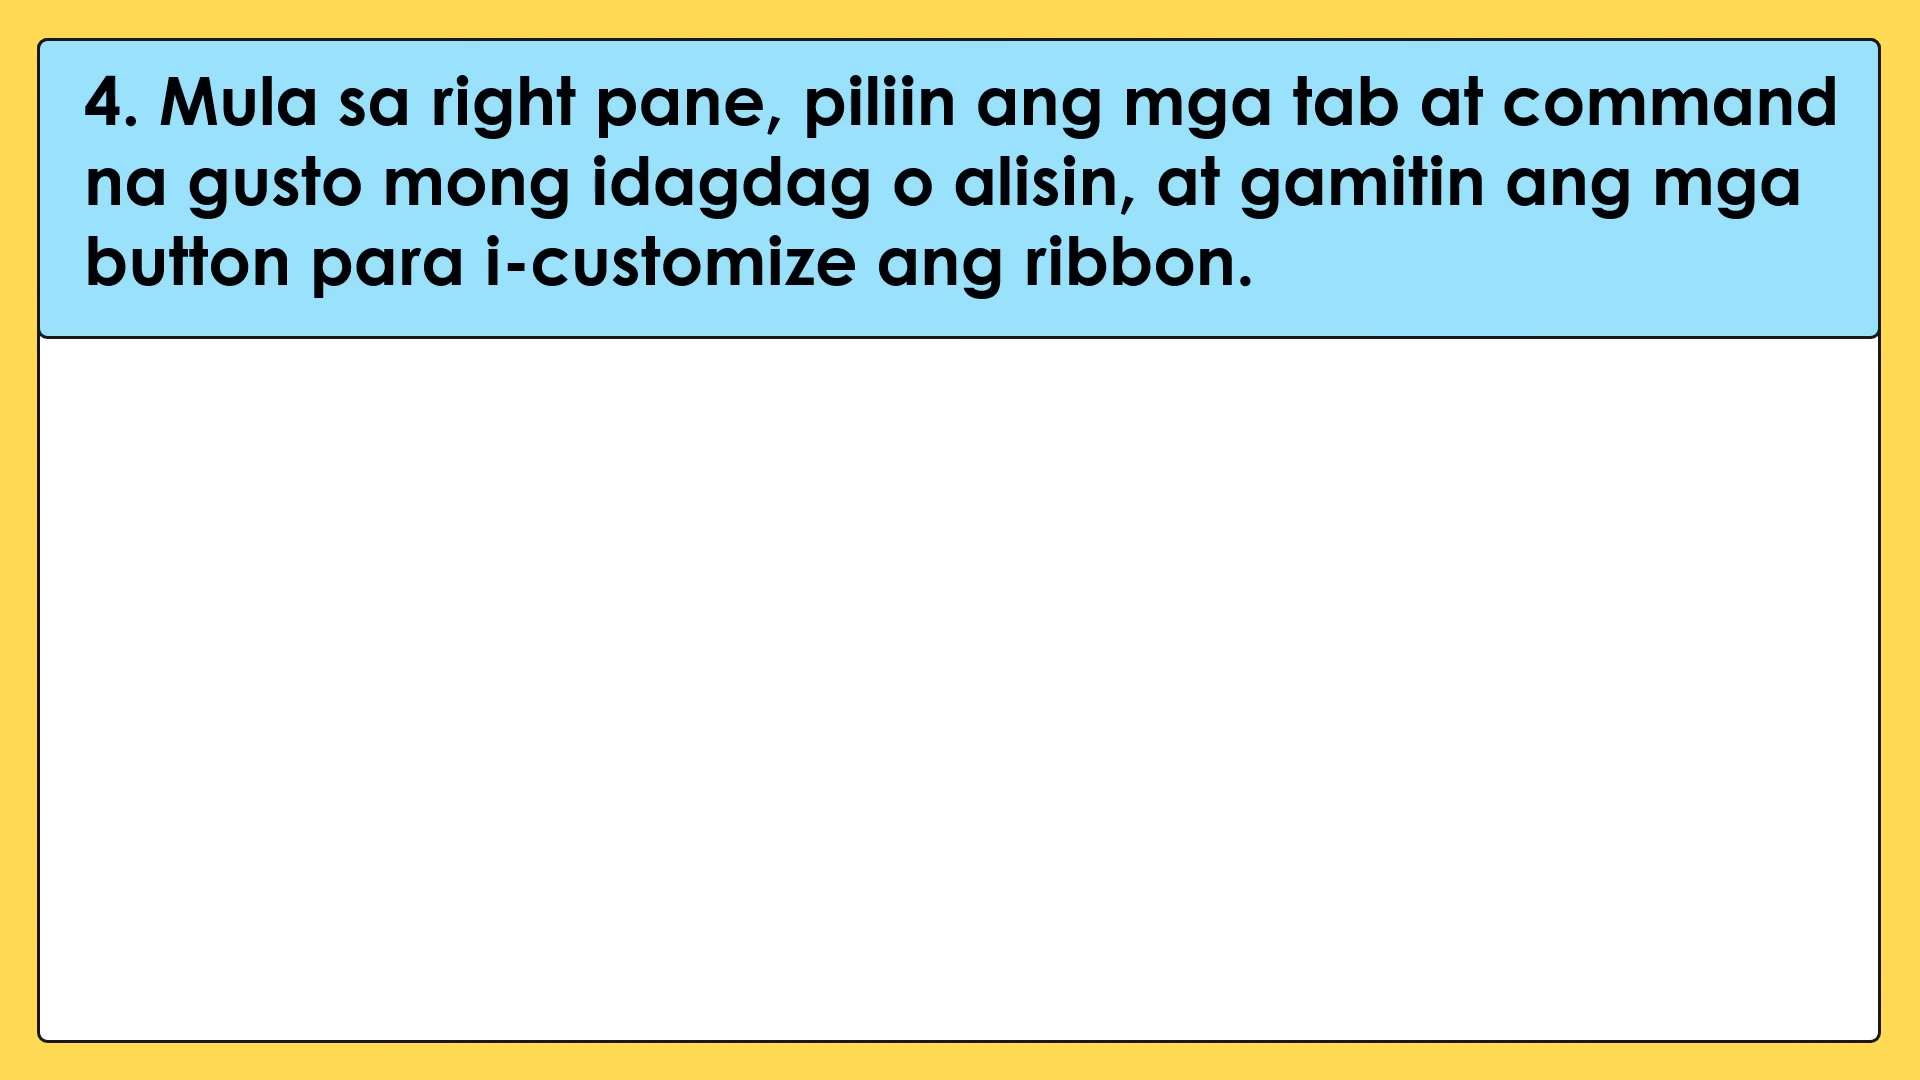 4. Mula sa right pane, piliin ang mga tab at command
na gusto mong idagdag o alisin, at gamitin ang mga
button para i-customize ang ribbon.